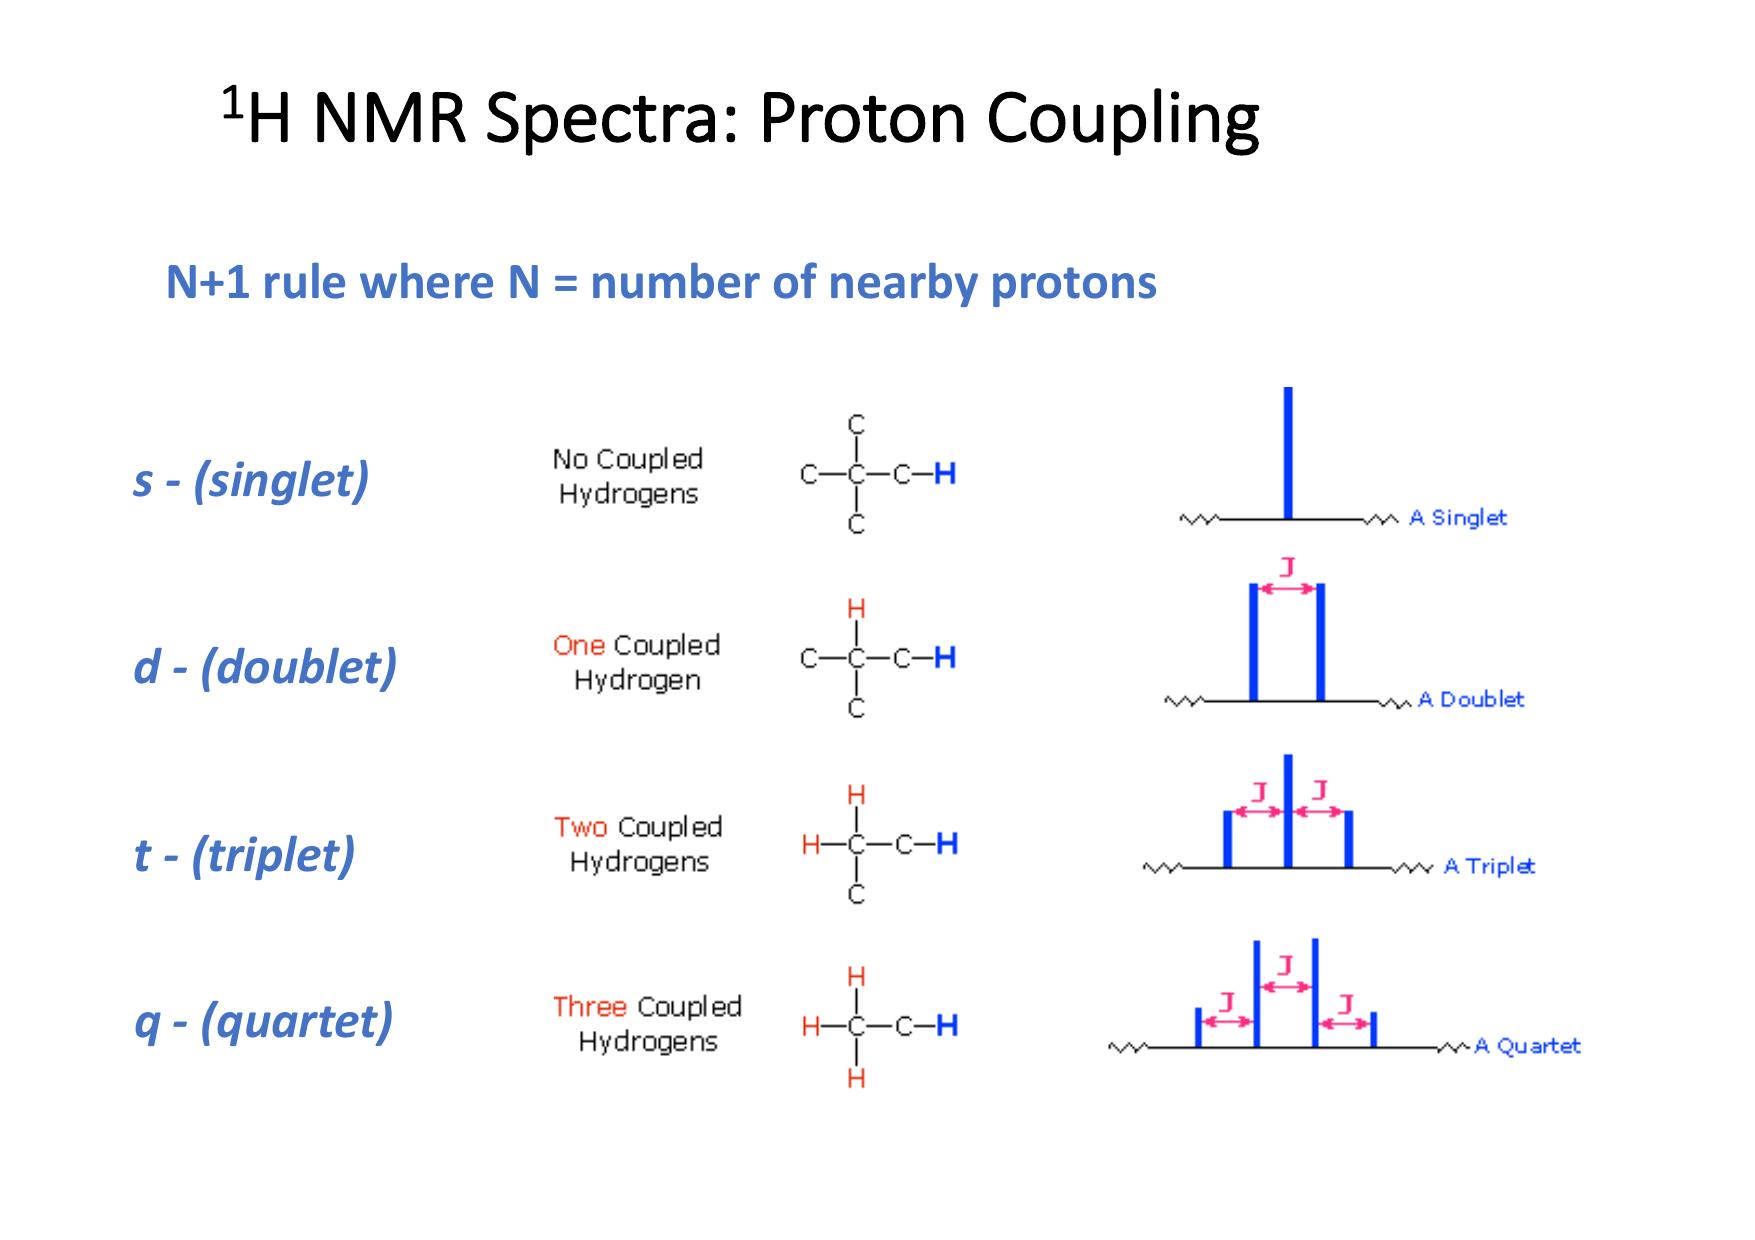 ¹H NMR Spectra: Proton Coupling
N+1 rule where N = number of nearby protons
s - (singlet)
No Coupled
Hydrogens
C
C—C—C—H
C
A Singlet
d - (doublet)
One Coupled
Hydrogen
H
C—C—C—H
C
J
A Doublet
t - (triplet)
Two Coupled
Hydrogens
H
H—C—C—H
C
J J
A Triplet
q - (quartet)
Three Coupled
Hydrogens
H
H—C—C—H
H
J
J J
A Quartet